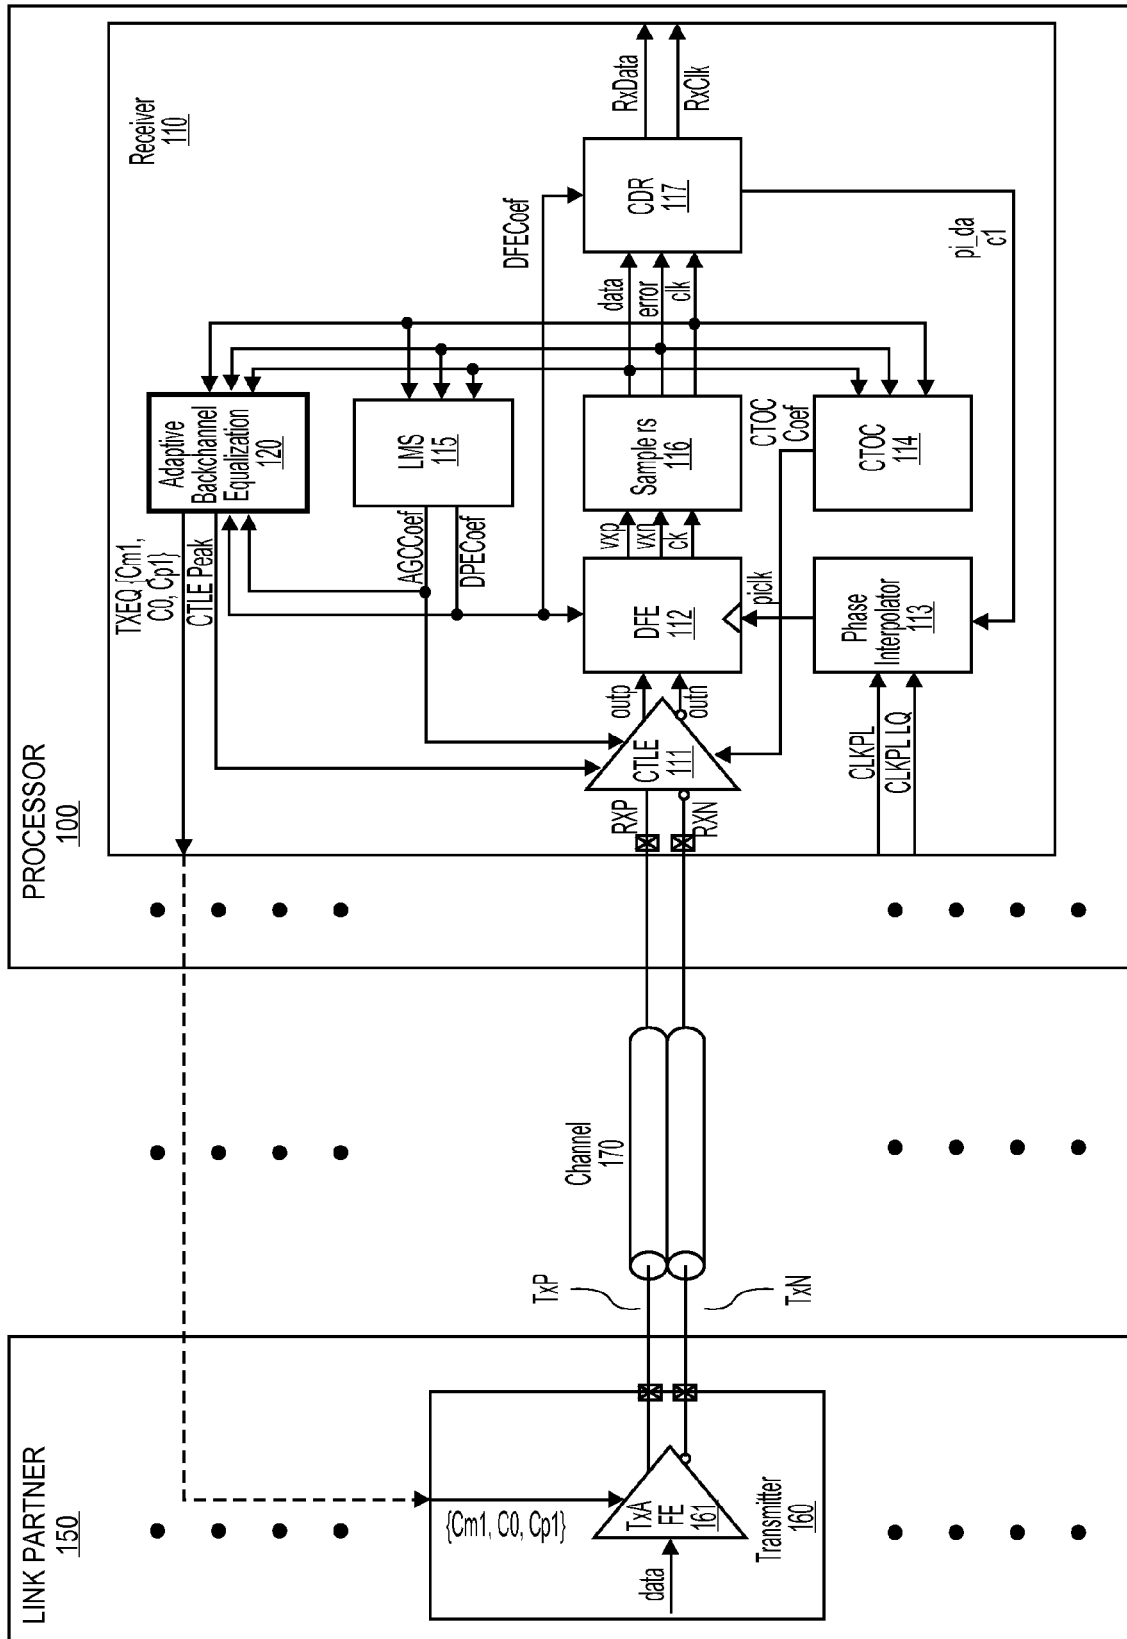 PROCESSOR
100
Receiver
110
TXEQ {Cm1,
C0, Cp1}
CTLE Peak
Adaptive
Backchannel
Equalization
120
AGCCoef
DPECoef
LMS
115
DFECoef
RXP
RXN
CTLE
111
outp
outn
DFE
112
vxp
vxn
ck
Samplers
116
data
error
clk
CDR
117
RxData
RxClk
piclk
CLKPL
CLKPL LQ
Phase
Interpolator
113
CTOC
Coef
CTOC
114
pi_da
c1
Channel
170
TxP
TxN
LINK PARTNER
150
{Cm1, C0, Cp1}
data
TxA
FE
161
Transmitter
160